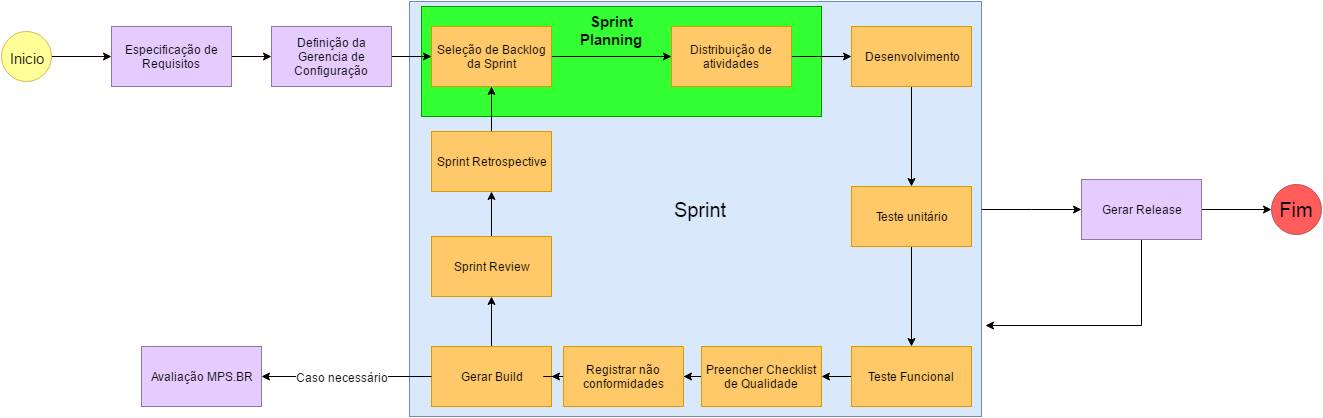 Inicio
Especificação de
Requisitos
Definição da
Gerencia de
Configuração
Sprint
Planning
Seleção de Backlog
da Sprint
Distribuição de
atividades
Desenvolvimento
Sprint Retrospective
Sprint
Teste unitário
Gerar Release
Fim
Sprint Review
Avaliação MPS.BR
Caso necessário
Gerar Build
Registrar não
conformidades
Preencher Checklist
de Qualidade
Teste Funcional